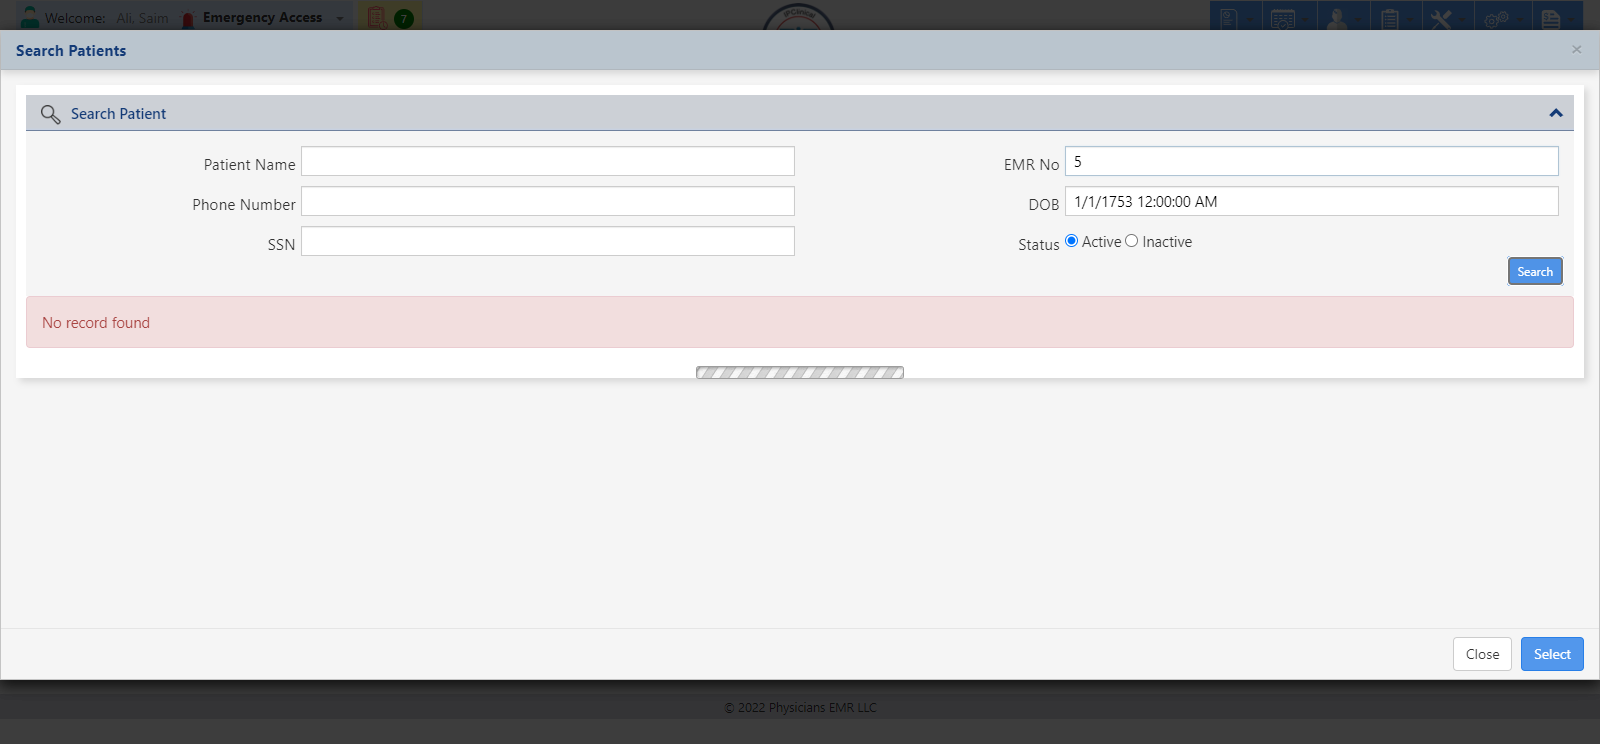 Welcome: Ali, Saim Emergency Access 7
Search Patients ×
Search Patient
Patient Name EMR No 5
Phone Number DOB 1/1/1753 12:00:00 AM
SSN Status Active Inactive
Search
No record found
Close Select
© 2022 Physicians EMR LLC